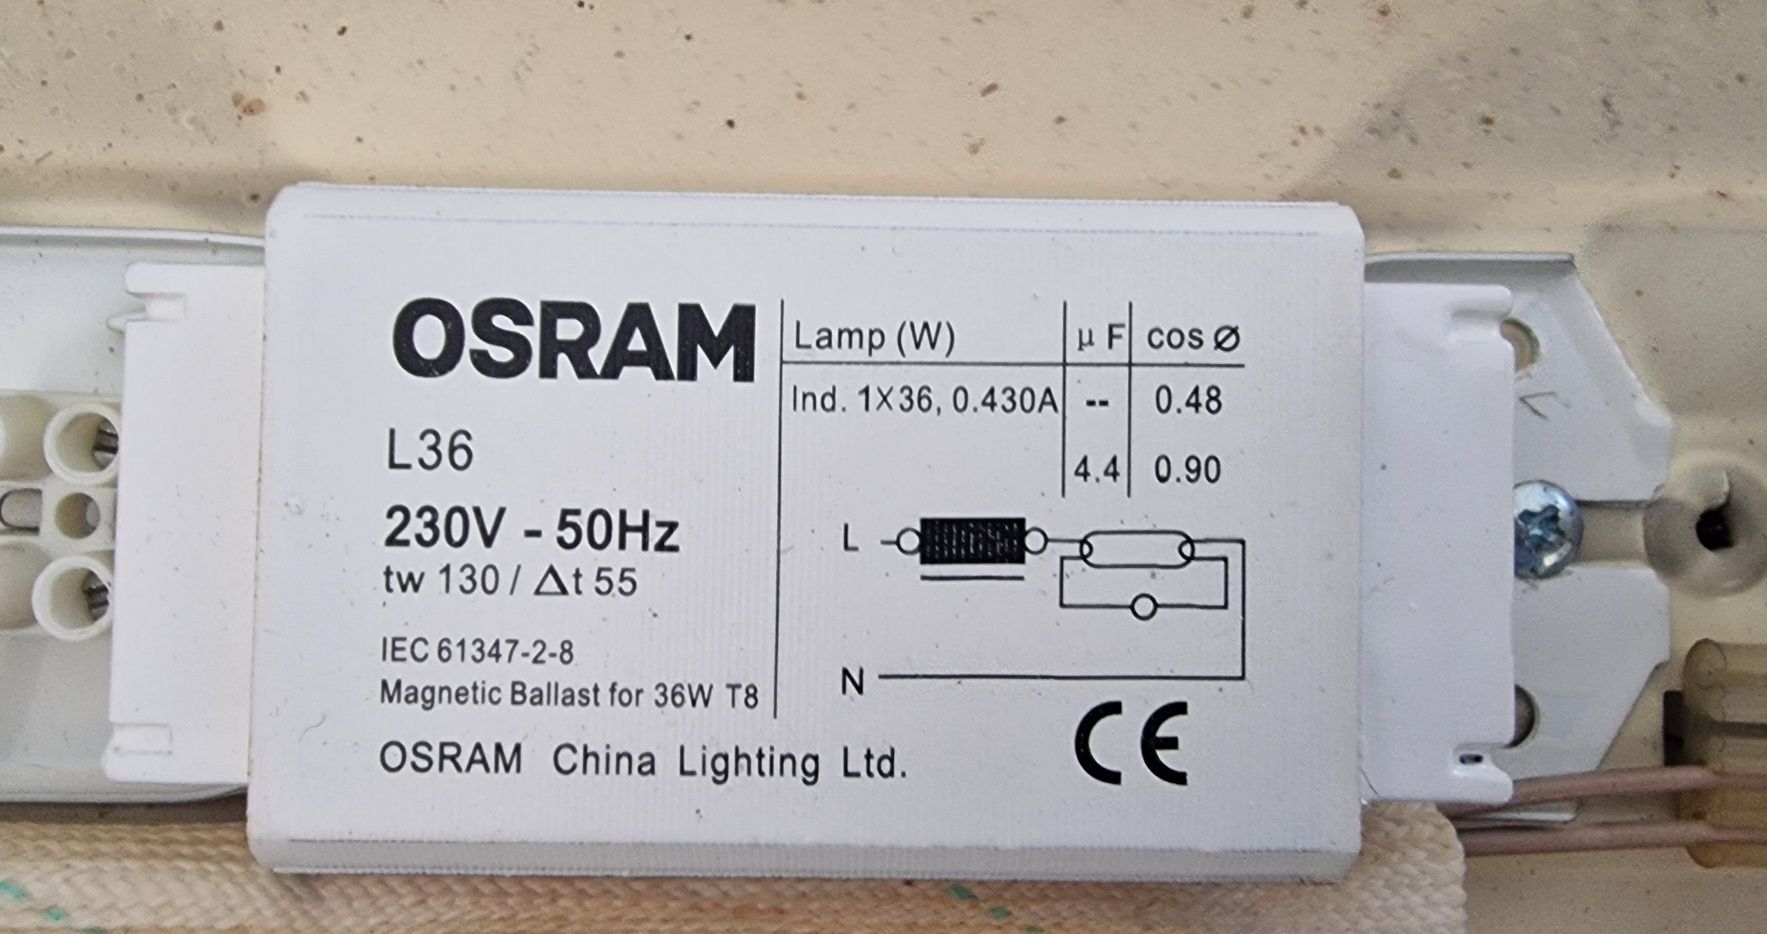 OSRAM
L36
230V - 50Hz
tw 130 / Δt 55
IEC 61347-2-8
Magnetic Ballast for 36W T8
OSRAM China Lighting Ltd.
Lamp (W) μ F cos Ø
Ind. 1X36, 0.430A -- 0.48
4.4 0.90
L
N
CE